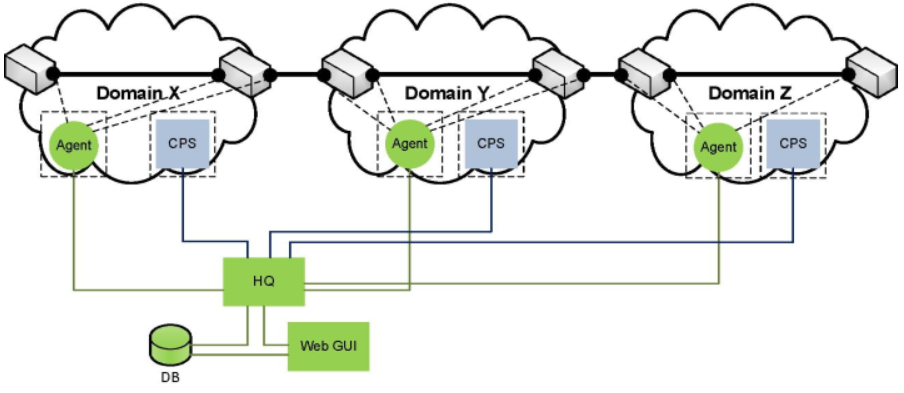 Domain X
Domain Y
Domain Z
Agent
CPS
Agent
CPS
Agent
CPS
HQ
Web GUI
DB